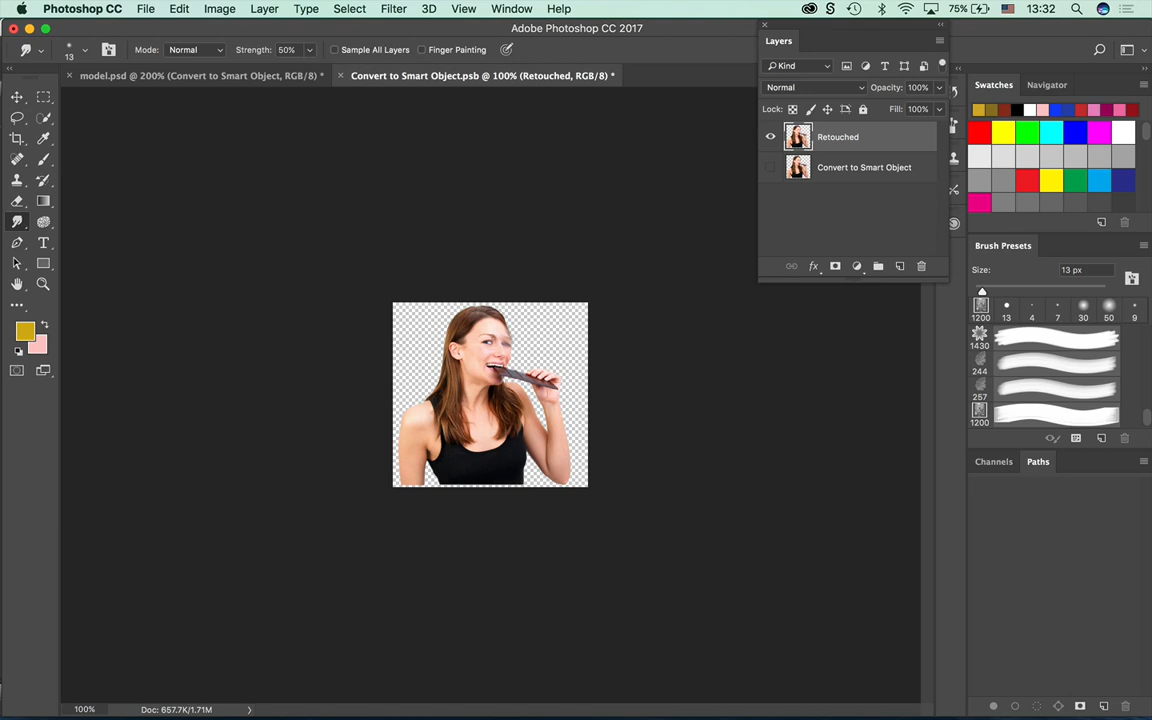 Photoshop CC File Edit Image Layer Type Select Filter 3D View Window Help 75% 13:32
Adobe Photoshop CC 2017
13 Mode: Normal Strength: 50% Sample All Layers Finger Painting
model.psd @ 200% (Convert to Smart Object, RGB/8) * Convert to Smart Object.psb @ 100% (Retouched, RGB/8) *
Layers
Kind
Normal Opacity: 100%
Lock: Fill: 100%
Retouched
Convert to Smart Object
fx
Swatches Navigator
Brush Presets
Size: 13 px
1200 13 4 7 30 50 9
1430
244
257
1200
Channels Paths
100% Doc: 657.7K/1.71M